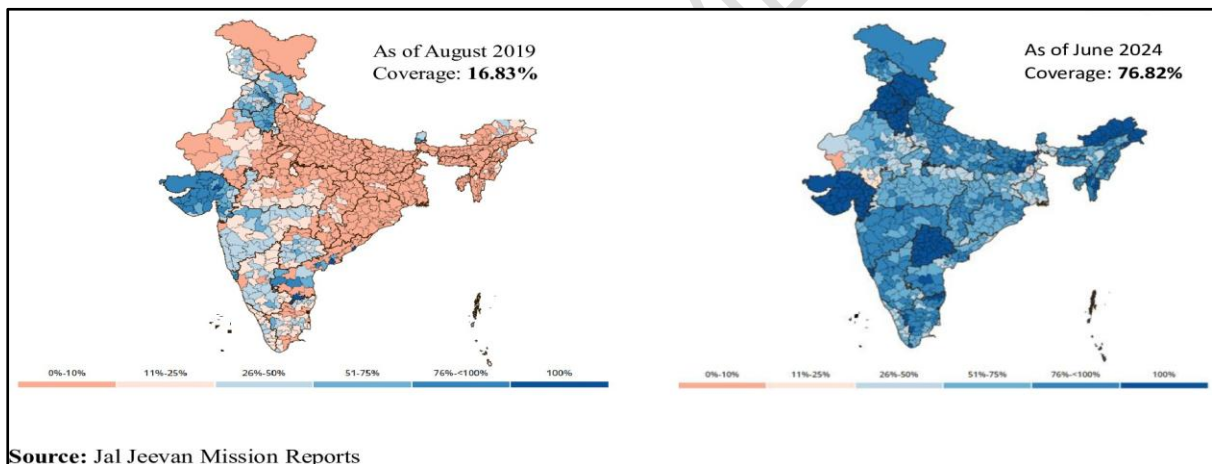 As of August 2019
Coverage: 16.83%
As of June 2024
Coverage: 76.82%
0%-10% 11%-25% 26%-50% 51-75% 76%-<100% 100%
0%-10% 11%-25% 26%-50% 51%-75% 76%-<100% 100%
Source: Jal Jeevan Mission Reports